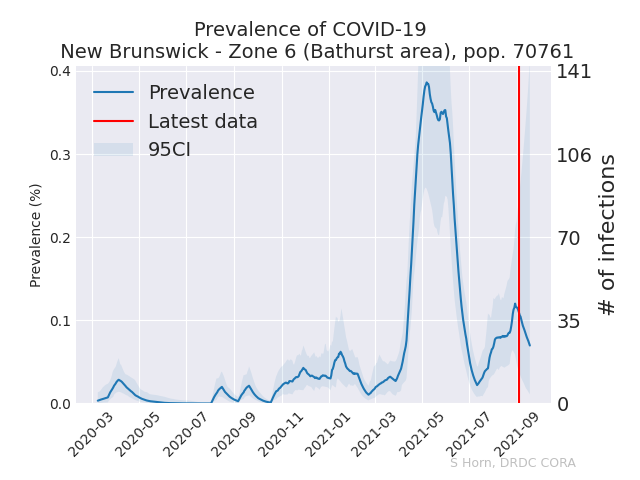 Prevalence of COVID-19
New Brunswick - Zone 6 (Bathurst area), pop. 70761
Prevalence
Latest data
95CI
Prevalence (%)
0.4
0.3
0.2
0.1
0.0
141
106
70
35
0
# of infections
2020-03
2020-05
2020-07
2020-09
2020-11
2021-01
2021-03
2021-05
2021-07
2021-09
S Horn, DRDC CORA